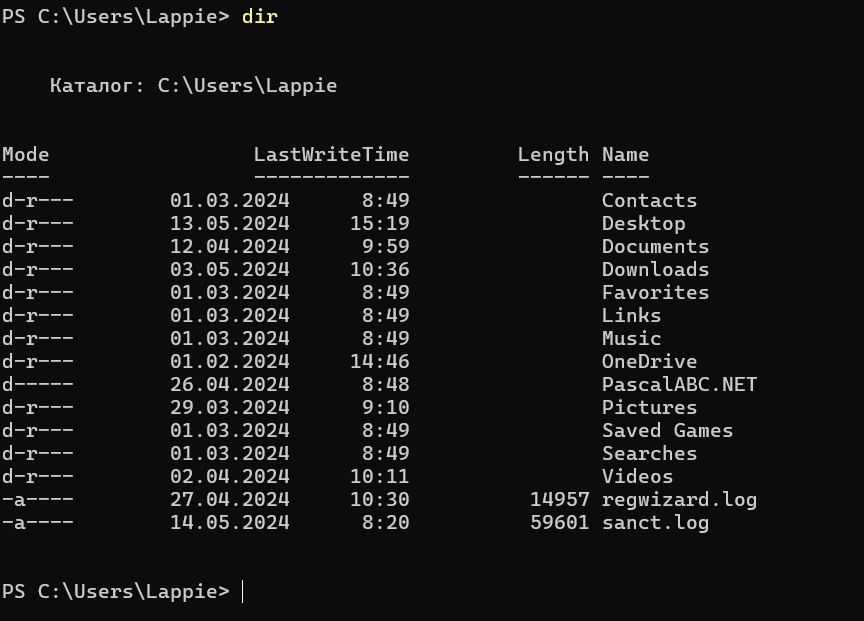 PS C:\Users\Lappie> dir
Каталог: C:\Users\Lappie
Mode                 LastWriteTime         Length Name
----                 -------------         ------ ----
d-r---        01.03.2024      8:49                Contacts
d-r---        13.05.2024     15:19                Desktop
d-r---        12.04.2024      9:59                Documents
d-r---        03.05.2024     10:36                Downloads
d-r---        01.03.2024      8:49                Favorites
d-r---        01.03.2024      8:49                Links
d-r---        01.03.2024      8:49                Music
d-r---        01.02.2024     14:46                OneDrive
d-----        26.04.2024      8:48                PascalABC.NET
d-r---        29.03.2024      9:10                Pictures
d-r---        01.03.2024      8:49                Saved Games
d-r---        01.03.2024      8:49                Searches
d-r---        02.04.2024     10:11                Videos
-a----        27.04.2024     10:30          14957 regwizard.log
-a----        14.05.2024      8:20          59601 sanct.log
PS C:\Users\Lappie>